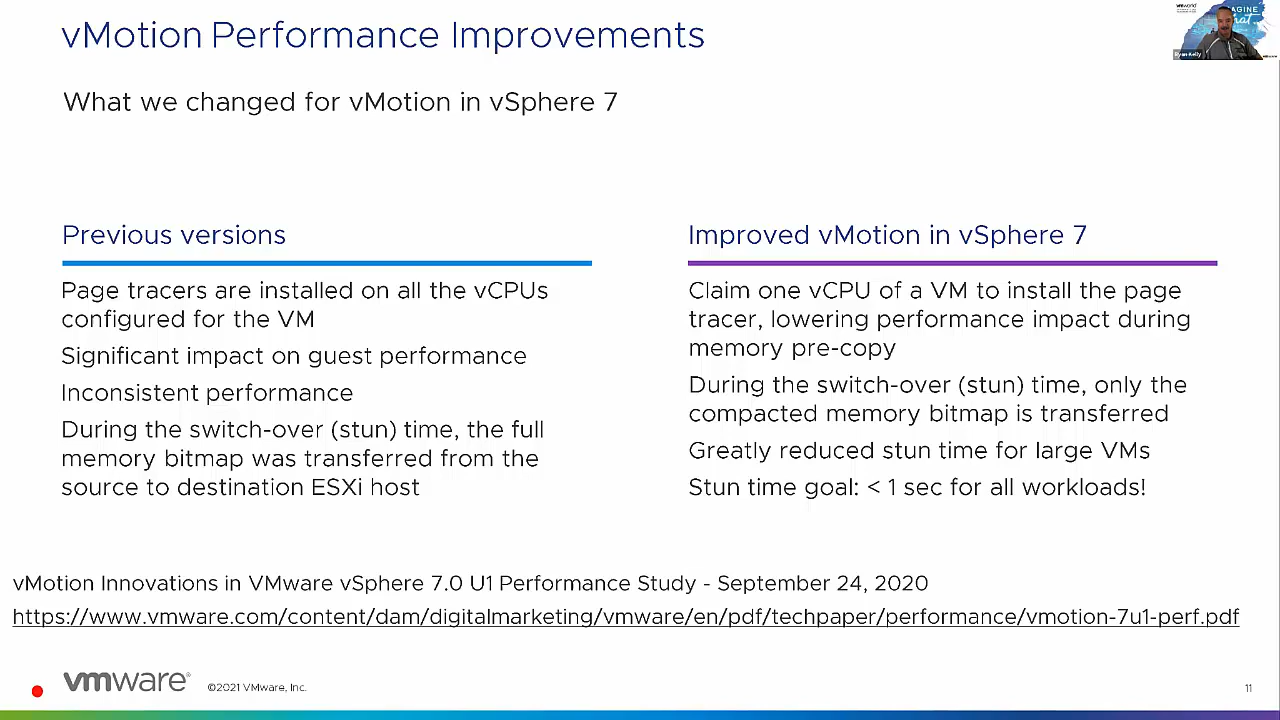 vMotion Performance Improvements
What we changed for vMotion in vSphere 7
Previous versions
Page tracers are installed on all the vCPUs
configured for the VM
Significant impact on guest performance
Inconsistent performance
During the switch-over (stun) time, the full
memory bitmap was transferred from the
source to destination ESXi host
Improved vMotion in vSphere 7
Claim one vCPU of a VM to install the page
tracer, lowering performance impact during
memory pre-copy
During the switch-over (stun) time, only the
compacted memory bitmap is transferred
Greatly reduced stun time for large VMs
Stun time goal: < 1 sec for all workloads!
vMotion Innovations in VMware vSphere 7.0 U1 Performance Study - September 24, 2020
https://www.vmware.com/content/dam/digitalmarketing/vmware/en/pdf/techpaper/performance/vmotion-7u1-perf.pdf
vmware®
©2021 VMware, Inc.
11
vmworld
Ryan Kelly